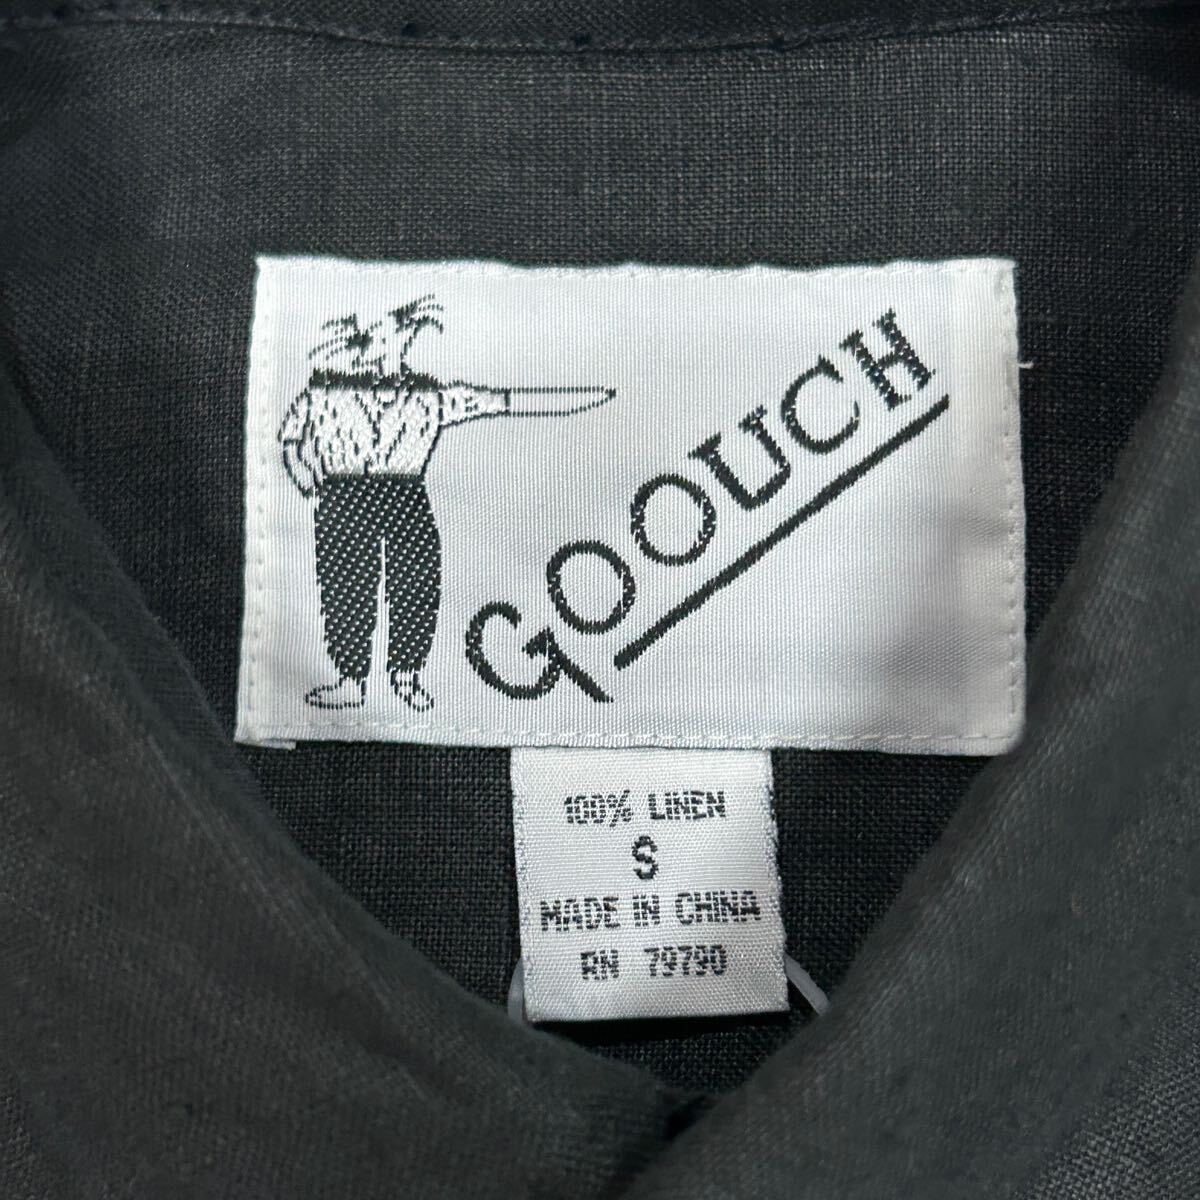 GOOUCH
100% LINEN
S
MADE IN CHINA
RN 79790